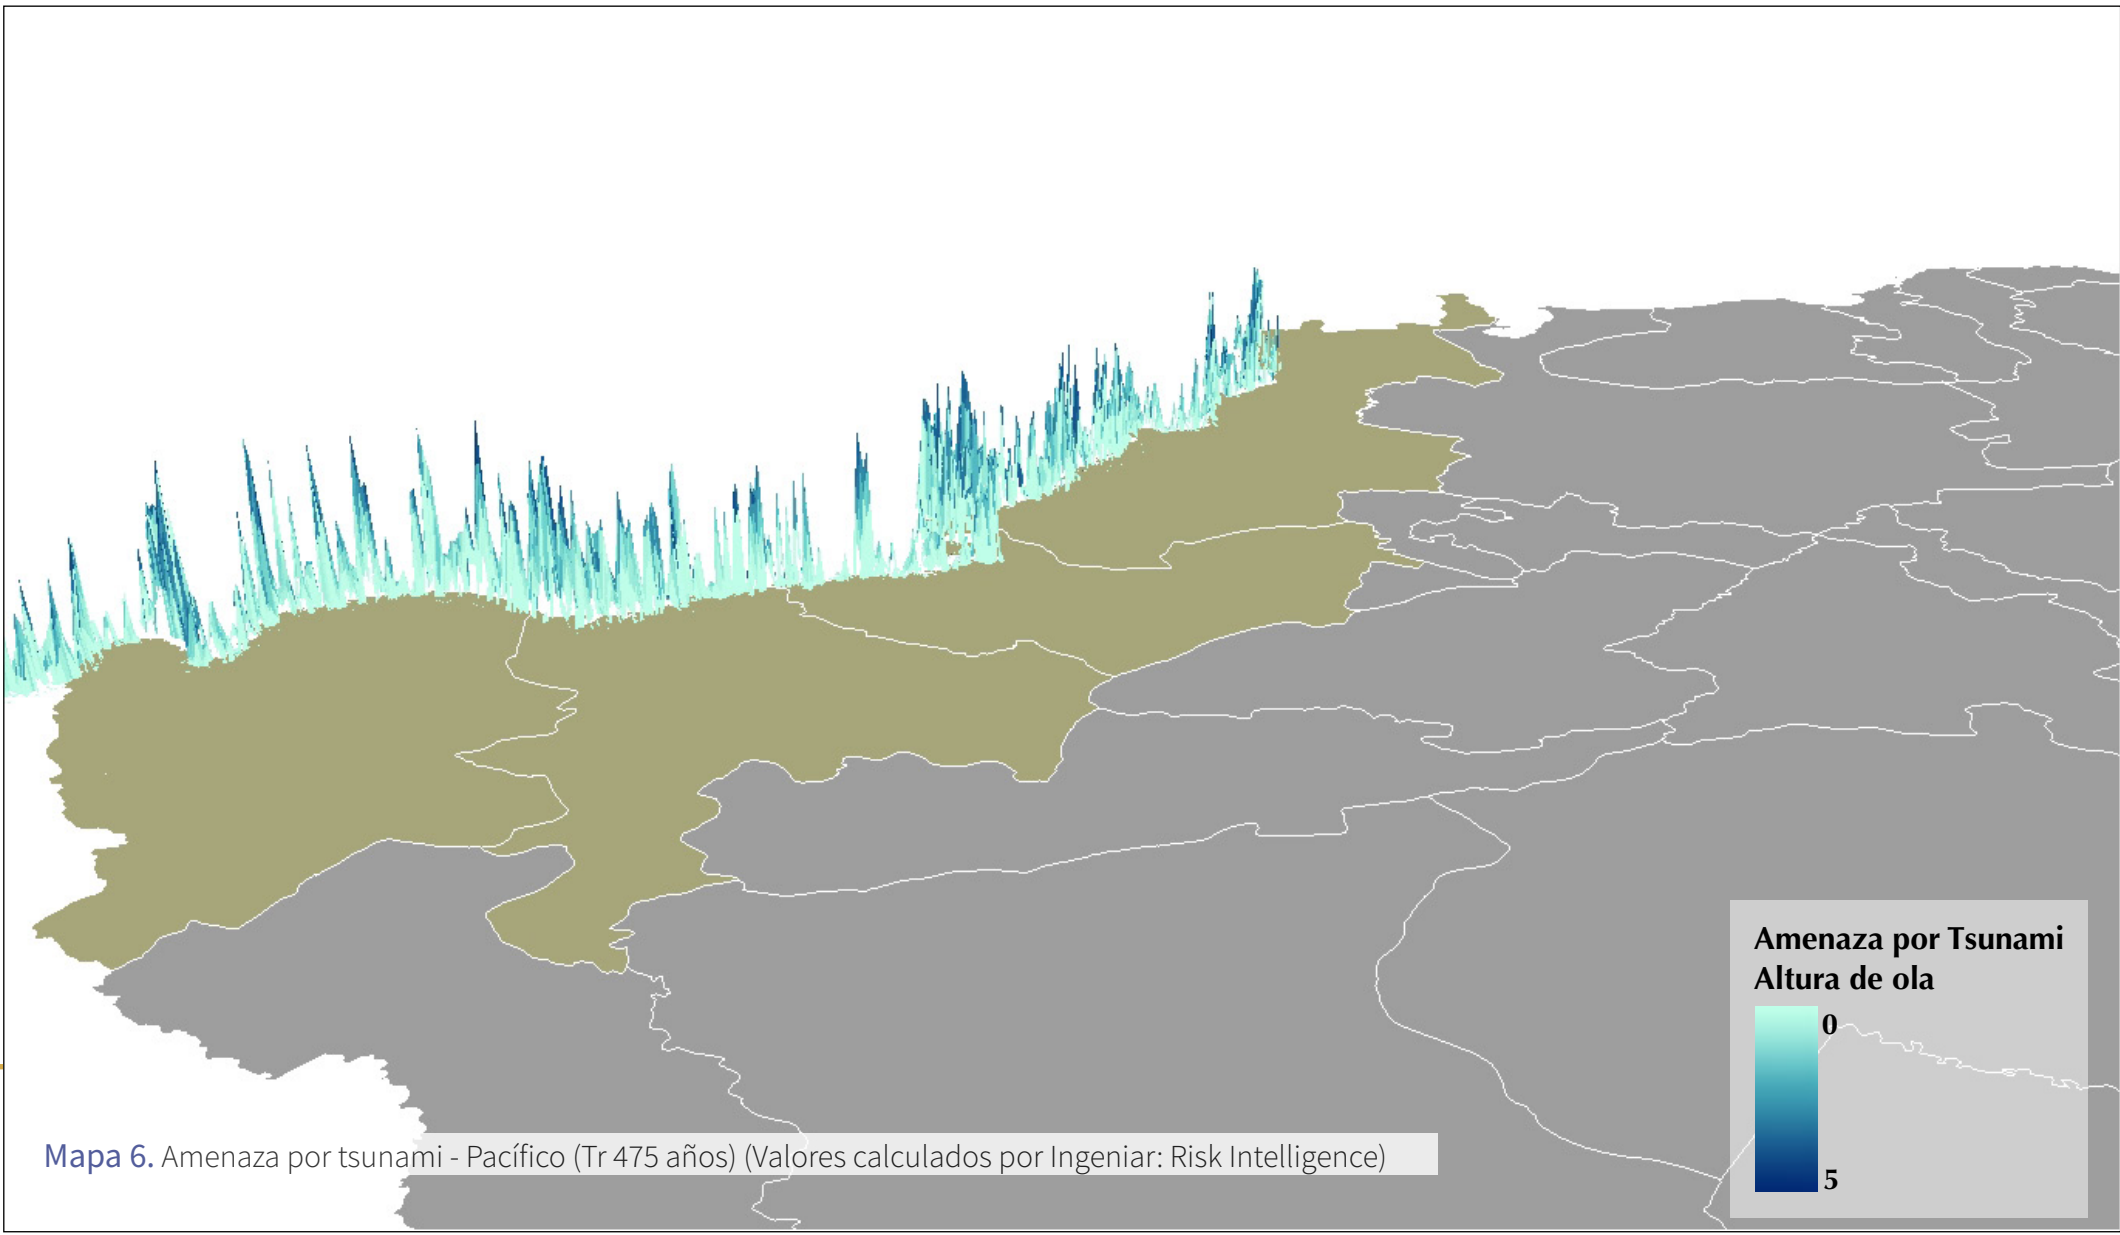 Amenaza por Tsunami
Altura de ola
0
5
Mapa 6. Amenaza por tsunami - Pacífico (Tr 475 años) (Valores calculados por Ingeniar: Risk Intelligence)